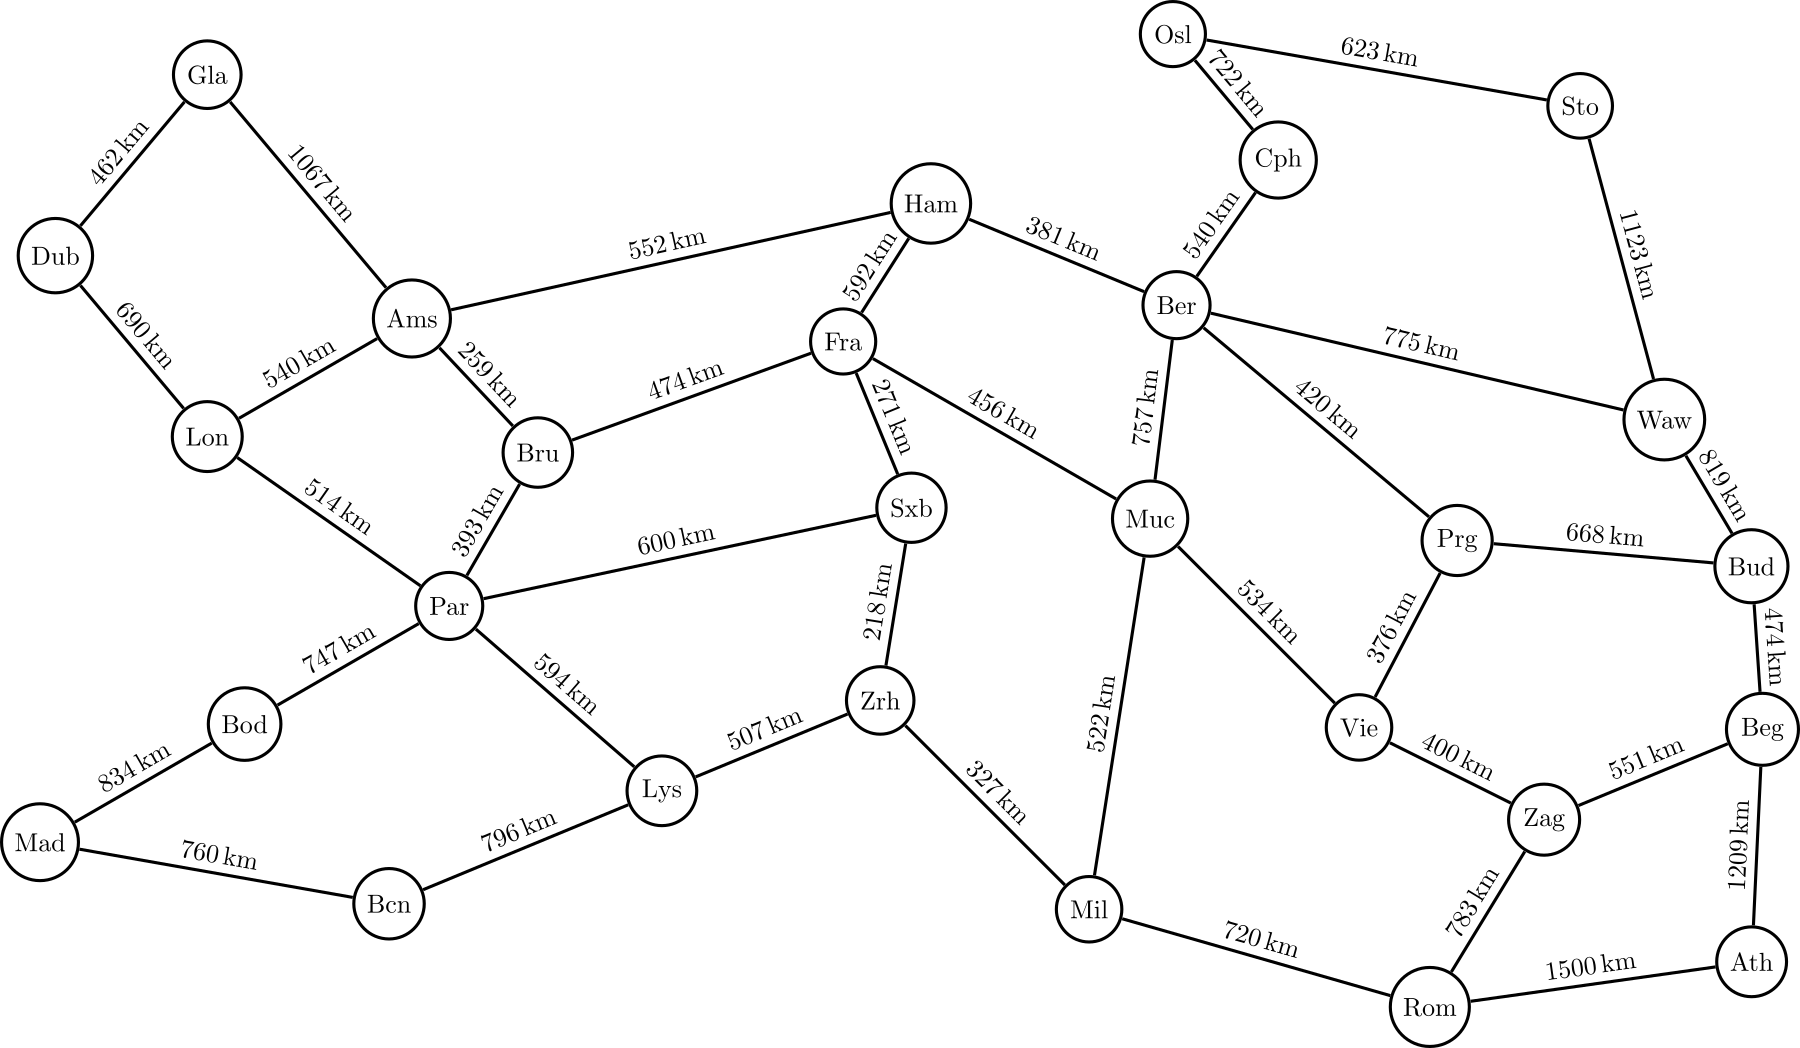 Osl
623 km
Gla
722 km
Sto
Cph
462 km
1067 km
Ham
552 km
381 km
540 km
1123 km
Dub
592 km
Ber
Ams
690 km
540 km
259 km
Fra
775 km
474 km
271 km
456 km
757 km
420 km
Waw
Lon
Bru
819 km
514 km
393 km
Sxb
Muc
600 km
Prg
668 km
Bud
Par
218 km
534 km
376 km
474 km
747 km
594 km
Zrh
522 km
Bod
507 km
Vie
400 km
Beg
551 km
834 km
Lys
327 km
Zag
796 km
Mad
760 km
1209 km
Bcn
Mil
783 km
720 km
1500 km
Ath
Rom